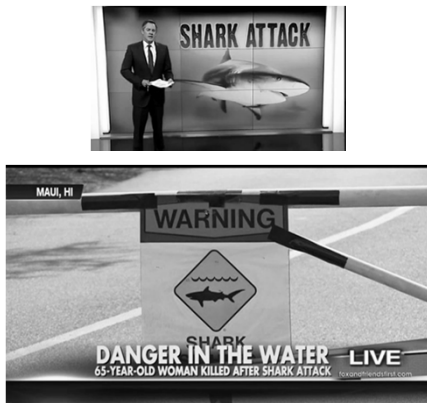 SHARK ATTACK
MAUI, HI
WARNING
SHARK
DANGER IN THE WATER
65-YEAR-OLD WOMAN KILLED AFTER SHARK ATTACK
LIVE
foxandfriendsfirst.com